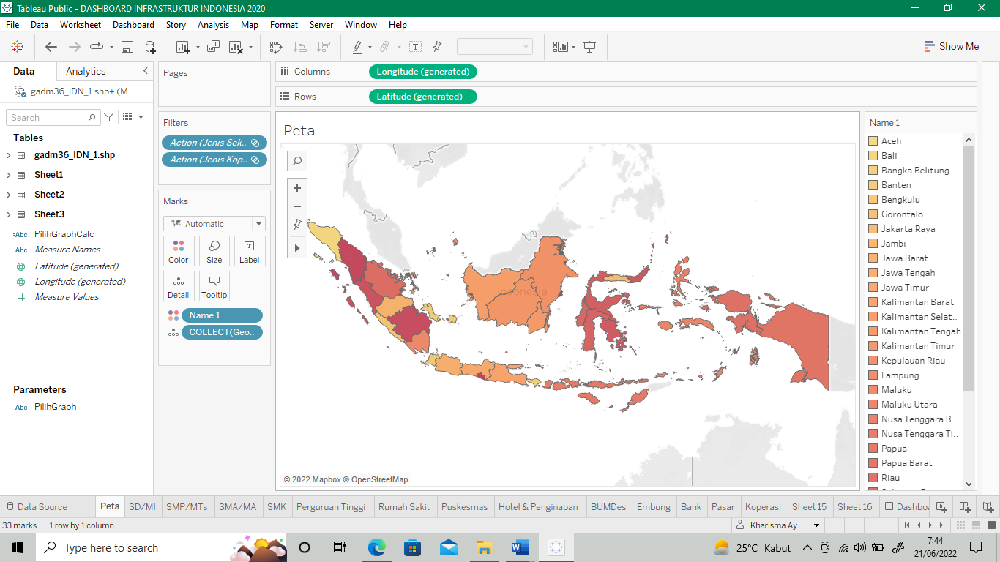 Tableau Public - DASHBOARD INFRASTRUKTUR INDONESIA 2020
File Data Worksheet Dashboard Story Analysis Map Format Server Window Help
Show Me
Data Analytics
gadm36_IDN_1.shp+ (M...
Search
Tables
gadm36_IDN_1.shp
Sheet1
Sheet2
Sheet3
=Abc PilihGraphCalc
Abc Measure Names
Latitude (generated)
Longitude (generated)
Measure Values
Parameters
Abc PilihGraph
Pages
Filters
Action (Jenis Sek..
Action (Jenis Kop..
Marks
Automatic
Color Size Label
Detail Tooltip
Name 1
COLLECT(Geo..
Columns Longitude (generated)
Rows Latitude (generated)
Peta
Indonesia
© 2022 Mapbox © OpenStreetMap
Name 1
Aceh
Bali
Bangka Belitung
Banten
Bengkulu
Gorontalo
Jakarta Raya
Jambi
Jawa Barat
Jawa Tengah
Jawa Timur
Kalimantan Barat
Kalimantan Selat..
Kalimantan Tengah
Kalimantan Timur
Kepulauan Riau
Lampung
Maluku
Maluku Utara
Nusa Tenggara B..
Nusa Tenggara Ti..
Papua
Papua Barat
Riau
Data Source Peta SD/MI SMP/MTs SMA/MA SMK Perguruan Tinggi Rumah Sakit Puskesmas Hotel & Penginapan BUMDes Embung Bank Pasar Koperasi Sheet 15 Sheet 16 Dashboa
33 marks 1 row by 1 column Kharisma Ay...
Type here to search 25°C Kabut 7:44
21/06/2022